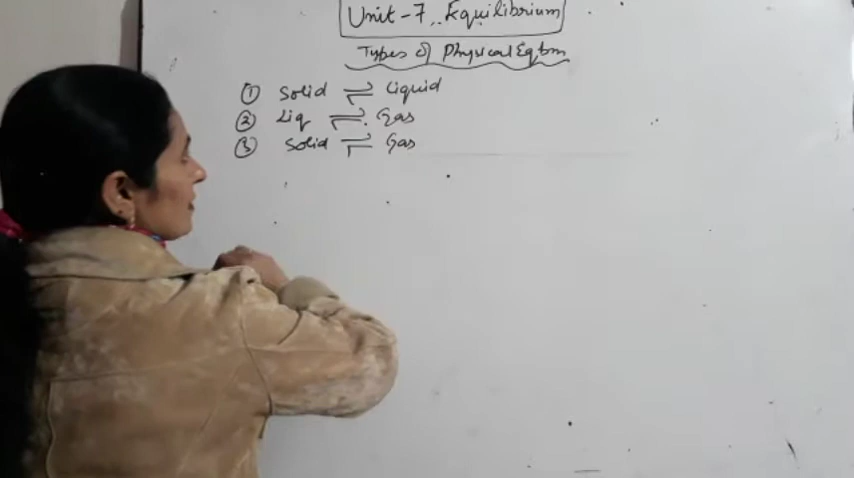 Unit-7, Equilibrium
Types of Physical Eqbm
① Solid ⇌ Liquid
② Liq ⇌ Gas
③ Solid ⇌ Gas